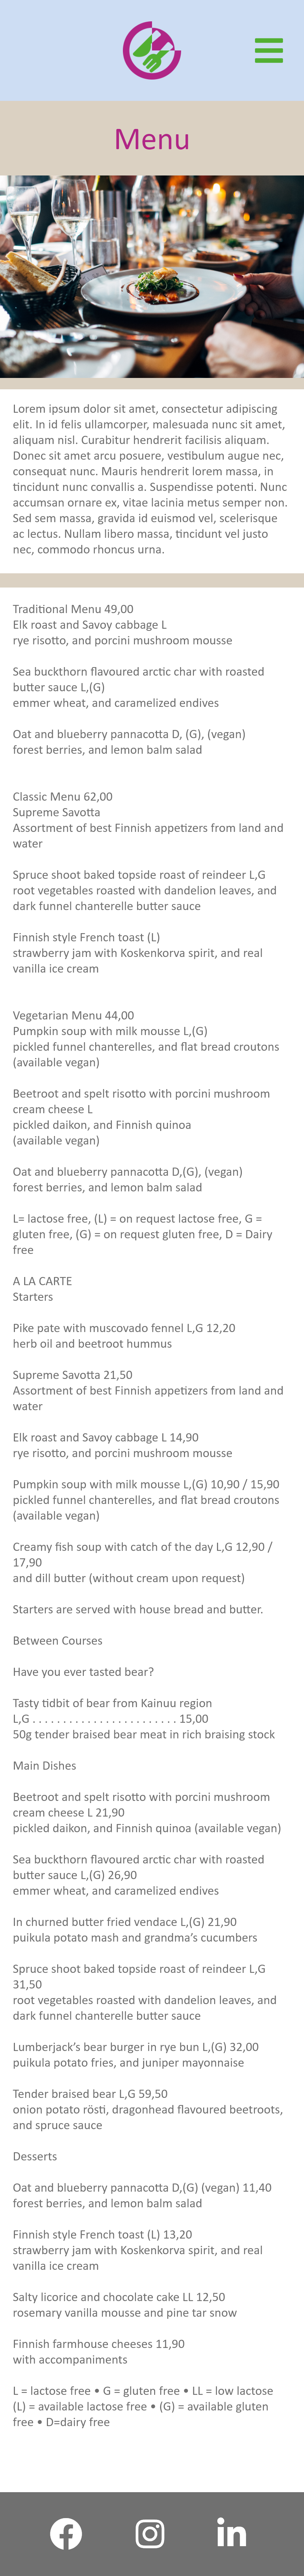 Menu
Lorem ipsum dolor sit amet, consectetur adipiscing
elit. In id felis ullamcorper, malesuada nunc sit amet,
aliquam nisl. Curabitur hendrerit facilisis aliquam.
Donec sit amet arcu posuere, vestibulum augue nec,
consequat nunc. Mauris hendrerit lorem massa, in
tincidunt nunc convallis a. Suspendisse potenti. Nunc
accumsan ornare ex, vitae lacinia metus semper non.
Sed sem massa, gravida id euismod vel, scelerisque
ac lectus. Nullam libero massa, tincidunt vel justo
nec, commodo rhoncus urna.
Traditional Menu 49,00
Elk roast and Savoy cabbage L
rye risotto, and porcini mushroom mousse
Sea buckthorn flavoured arctic char with roasted
butter sauce L,(G)
emmer wheat, and caramelized endives
Oat and blueberry pannacotta D, (G), (vegan)
forest berries, and lemon balm salad
Classic Menu 62,00
Supreme Savotta
Assortment of best Finnish appetizers from land and
water
Spruce shoot baked topside roast of reindeer L,G
root vegetables roasted with dandelion leaves, and
dark funnel chanterelle butter sauce
Finnish style French toast (L)
strawberry jam with Koskenkorva spirit, and real
vanilla ice cream
Vegetarian Menu 44,00
Pumpkin soup with milk mousse L,(G)
pickled funnel chanterelles, and flat bread croutons
(available vegan)
Beetroot and spelt risotto with porcini mushroom
cream cheese L
pickled daikon, and Finnish quinoa
(available vegan)
Oat and blueberry pannacotta D,(G), (vegan)
forest berries, and lemon balm salad
L= lactose free, (L) = on request lactose free, G =
gluten free, (G) = on request gluten free, D = Dairy
free
A LA CARTE
Starters
Pike pate with muscovado fennel L,G 12,20
herb oil and beetroot hummus
Supreme Savotta 21,50
Assortment of best Finnish appetizers from land and
water
Elk roast and Savoy cabbage L 14,90
rye risotto, and porcini mushroom mousse
Pumpkin soup with milk mousse L,(G) 10,90 / 15,90
pickled funnel chanterelles, and flat bread croutons
(available vegan)
Creamy fish soup with catch of the day L,G 12,90 /
17,90
and dill butter (without cream upon request)
Starters are served with house bread and butter.
Between Courses
Have you ever tasted bear?
Tasty tidbit of bear from Kainuu region
L,G . . . . . . . . . . . . . . . . . . . . . . . . 15,00
50g tender braised bear meat in rich braising stock
Main Dishes
Beetroot and spelt risotto with porcini mushroom
cream cheese L 21,90
pickled daikon, and Finnish quinoa (available vegan)
Sea buckthorn flavoured arctic char with roasted
butter sauce L,(G) 26,90
emmer wheat, and caramelized endives
In churned butter fried vendace L,(G) 21,90
puikula potato mash and grandma’s cucumbers
Spruce shoot baked topside roast of reindeer L,G
31,50
root vegetables roasted with dandelion leaves, and
dark funnel chanterelle butter sauce
Lumberjack’s bear burger in rye bun L,(G) 32,00
puikula potato fries, and juniper mayonnaise
Tender braised bear L,G 59,50
onion potato rösti, dragonhead flavoured beetroots,
and spruce sauce
Desserts
Oat and blueberry pannacotta D,(G) (vegan) 11,40
forest berries, and lemon balm salad
Finnish style French toast (L) 13,20
strawberry jam with Koskenkorva spirit, and real
vanilla ice cream
Salty licorice and chocolate cake LL 12,50
rosemary vanilla mousse and pine tar snow
Finnish farmhouse cheeses 11,90
with accompaniments
L = lactose free • G = gluten free • LL = low lactose
(L) = available lactose free • (G) = available gluten
free • D=dairy free